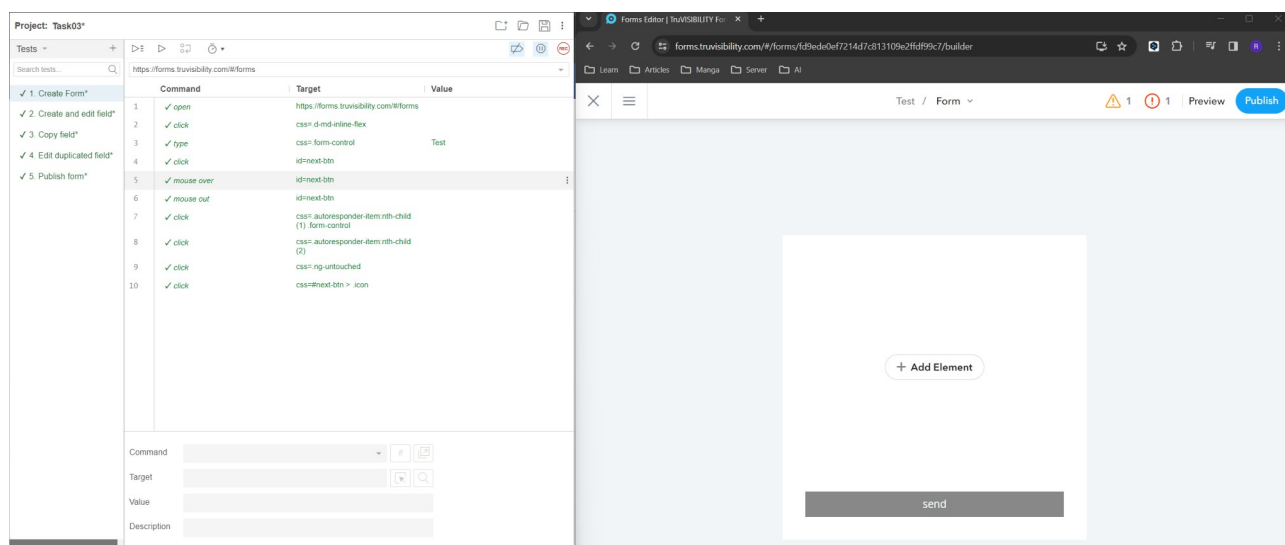 Project: Task03*
Tests
Search tests...
✓ 1. Create Form*
✓ 2. Create and edit field*
✓ 3. Copy field*
✓ 4. Edit duplicated field*
✓ 5. Publish form*
REC
https://forms.truvisibility.com/#/forms
Command Target Value
1 ✓ open https://forms.truvisibility.com/#/forms
2 ✓ click css=.d-md-inline-flex
3 ✓ type css=.form-control Test
4 ✓ click id=next-btn
5 ✓ mouse over id=next-btn
6 ✓ mouse out id=next-btn
7 ✓ click css=.autoresponder-item:nth-child
(1) .form-control
8 ✓ click css=.autoresponder-item:nth-child
(2)
9 ✓ click css=.ng-untouched
10 ✓ click css=#next-btn > .icon
Command
//
Target
Value
Description
Forms Editor | TruVISIBILITY For
forms.truvisibility.com/#/forms/fd9ede0ef7214d7c813109e2ffdf99c7/builder
R
Learn Articles Manga Server AI
Test / Form 1 1 Preview Publish
+ Add Element
send